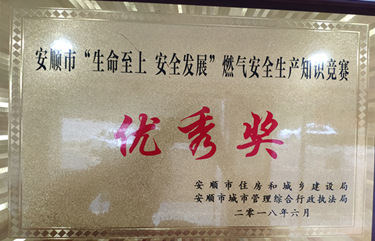 安顺市“生命至上 安全发展”燃气安全生产知识竞赛
优秀奖
安顺市住房和城乡建设局
安顺市城市管理综合行政执法局
二零一八年六月